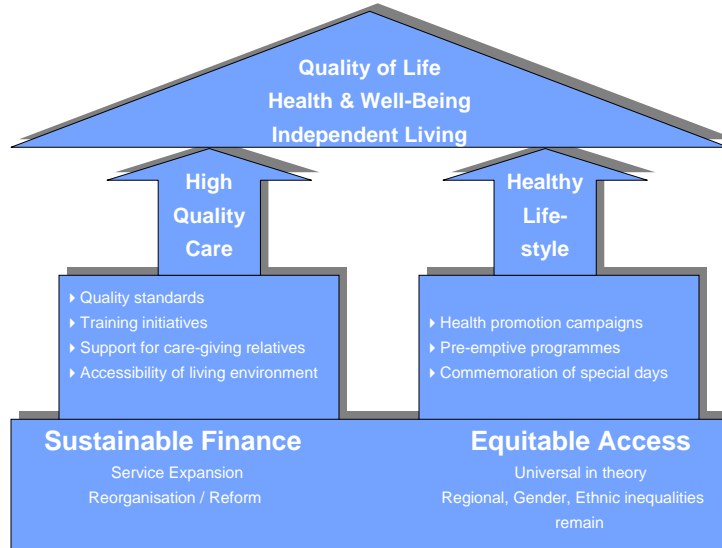 Quality of Life
Health & Well-Being
Independent Living
High
Quality
Care
Healthy
Life-
style
Quality standards
Training initiatives
Support for care-giving relatives
Accessibility of living environment
Health promotion campaigns
Pre-emptive programmes
Commemoration of special days
Sustainable Finance
Service Expansion
Reorganisation / Reform
Equitable Access
Universal in theory
Regional, Gender, Ethnic inequalities
remain